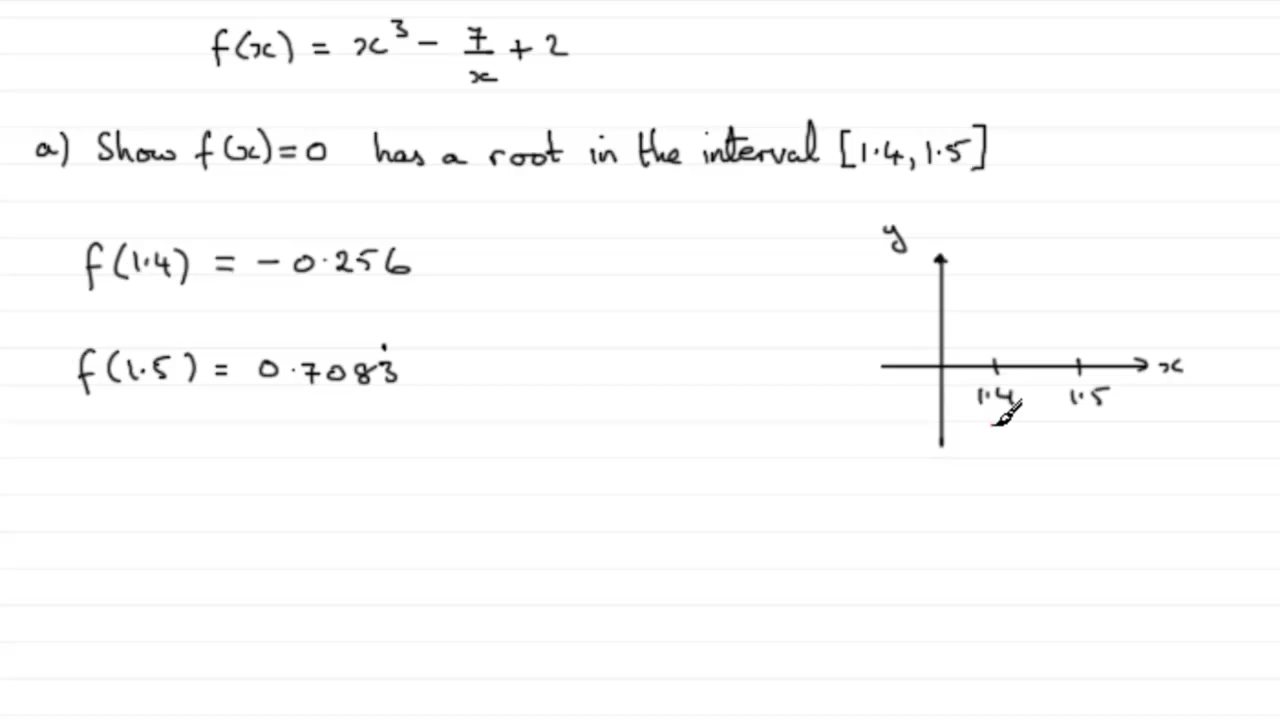 f(x) = x³ - 7/x + 2
a) Show f(x)=0 has a root in the interval [1.4, 1.5]
y
f(1.4) = -0.256
f(1.5) = 0.7083̇
x
1.4 1.5